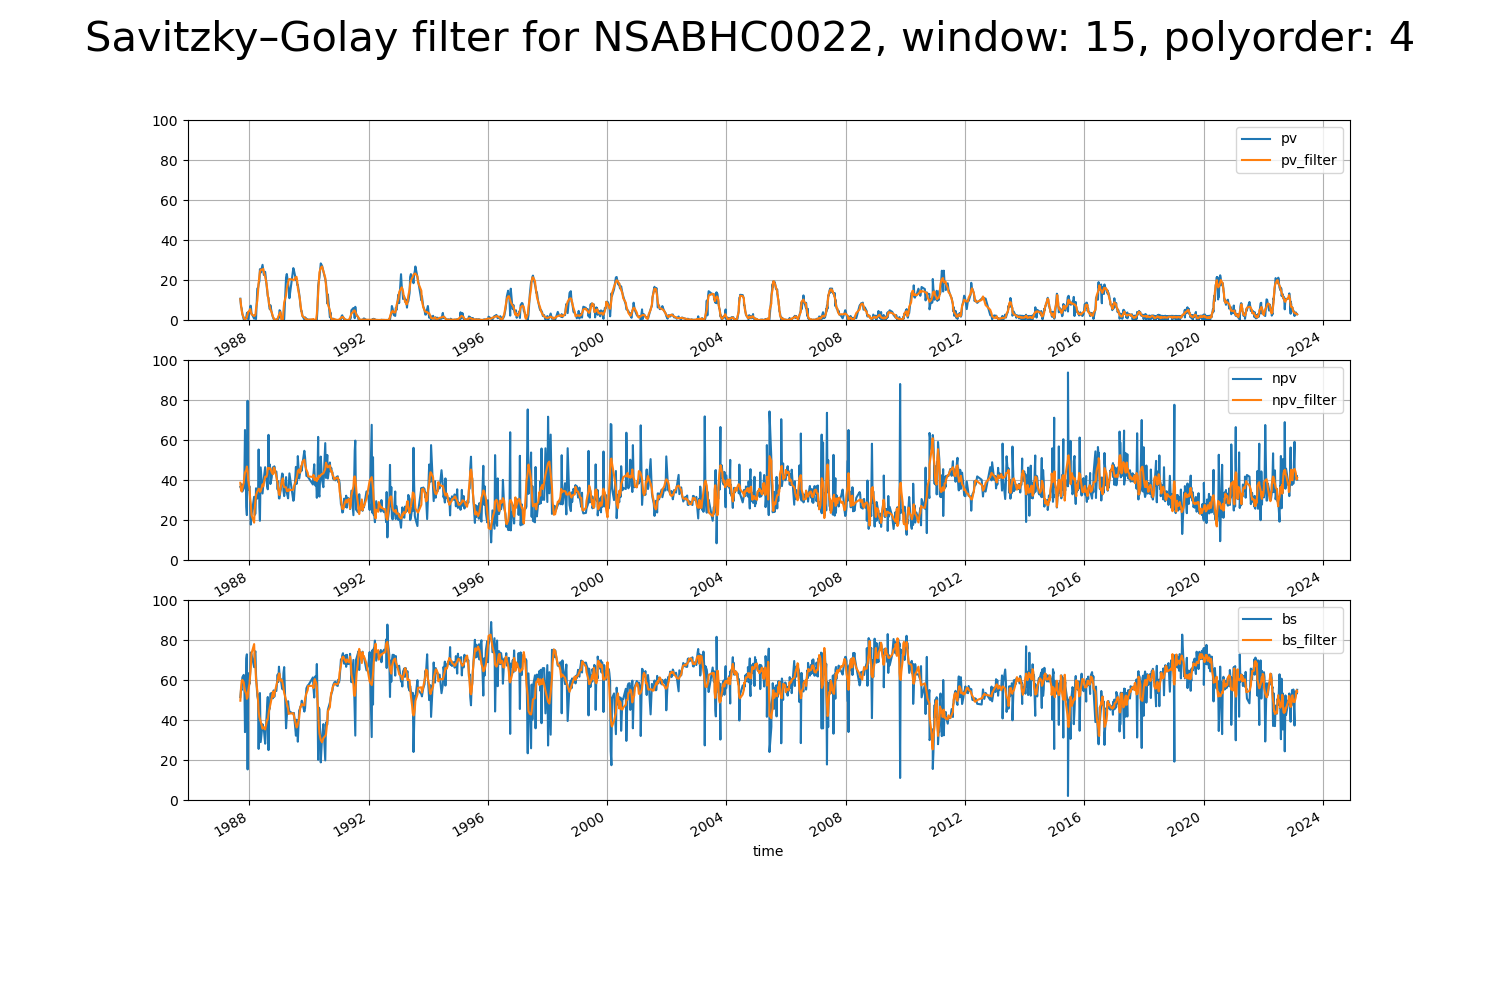 Savitzky–Golay filter for NSABHC0022, window: 15, polyorder: 4
100
80
60
40
20
0
pv
pv_filter
1988 1992 1996 2000 2004 2008 2012 2016 2020 2024
100
80
60
40
20
0
npv
npv_filter
1988 1992 1996 2000 2004 2008 2012 2016 2020 2024
100
80
60
40
20
0
bs
bs_filter
1988 1992 1996 2000 2004 2008 2012 2016 2020 2024
time